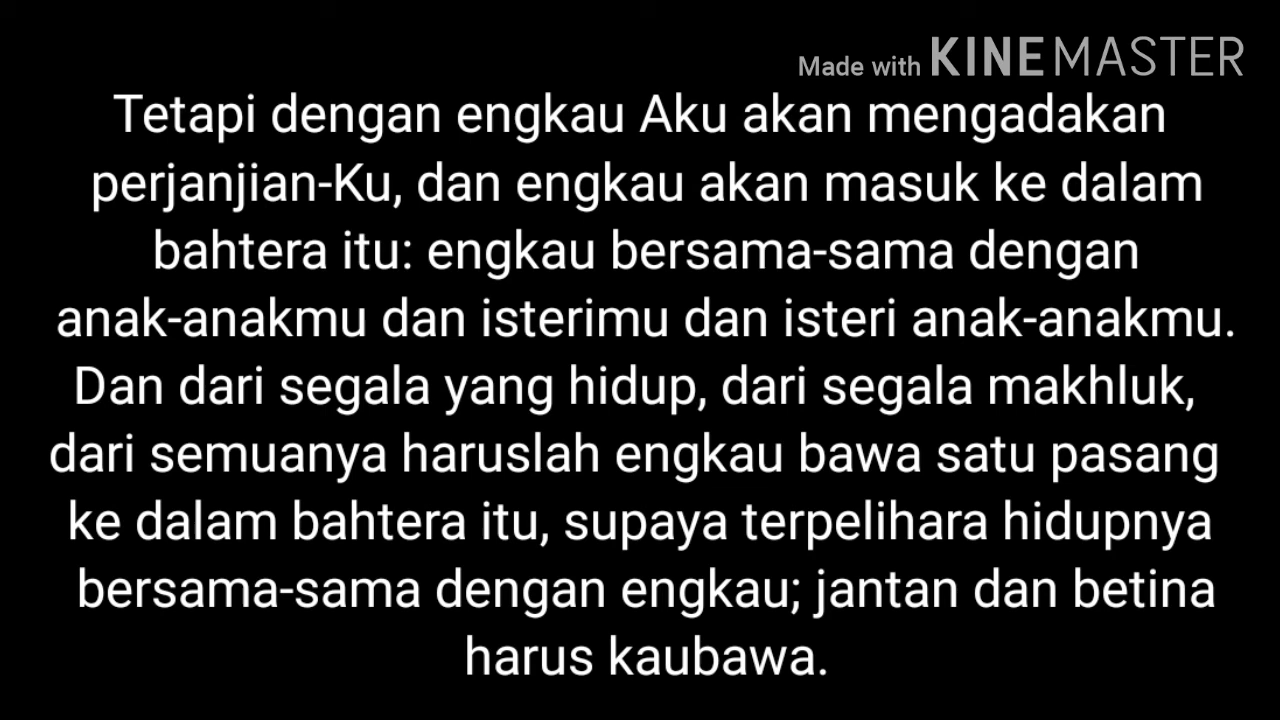 Made with KINEMASTER
Tetapi dengan engkau Aku akan mengadakan
perjanjian-Ku, dan engkau akan masuk ke dalam
bahtera itu: engkau bersama-sama dengan
anak-anakmu dan isterimu dan isteri anak-anakmu.
Dan dari segala yang hidup, dari segala makhluk,
dari semuanya haruslah engkau bawa satu pasang
ke dalam bahtera itu, supaya terpelihara hidupnya
bersama-sama dengan engkau; jantan dan betina
harus kaubawa.